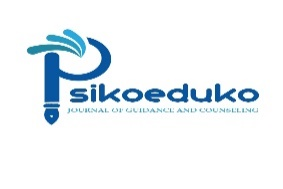 Psikoeduko
JOURNAL OF GUIDANCE AND COUNSELING